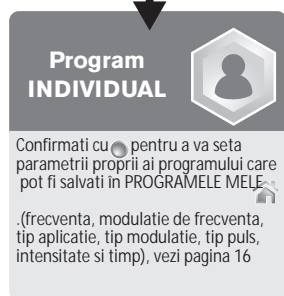 Program
INDIVIDUAL
Confirmati cu pentru a va seta
parametrii proprii ai programului care
pot fi salvati in PROGRAMELE MELE
.(frecventa, modulatie de frecventa,
tip aplicatie, tip modulatie, tip puls,
intensitate si timp), vezi pagina 16